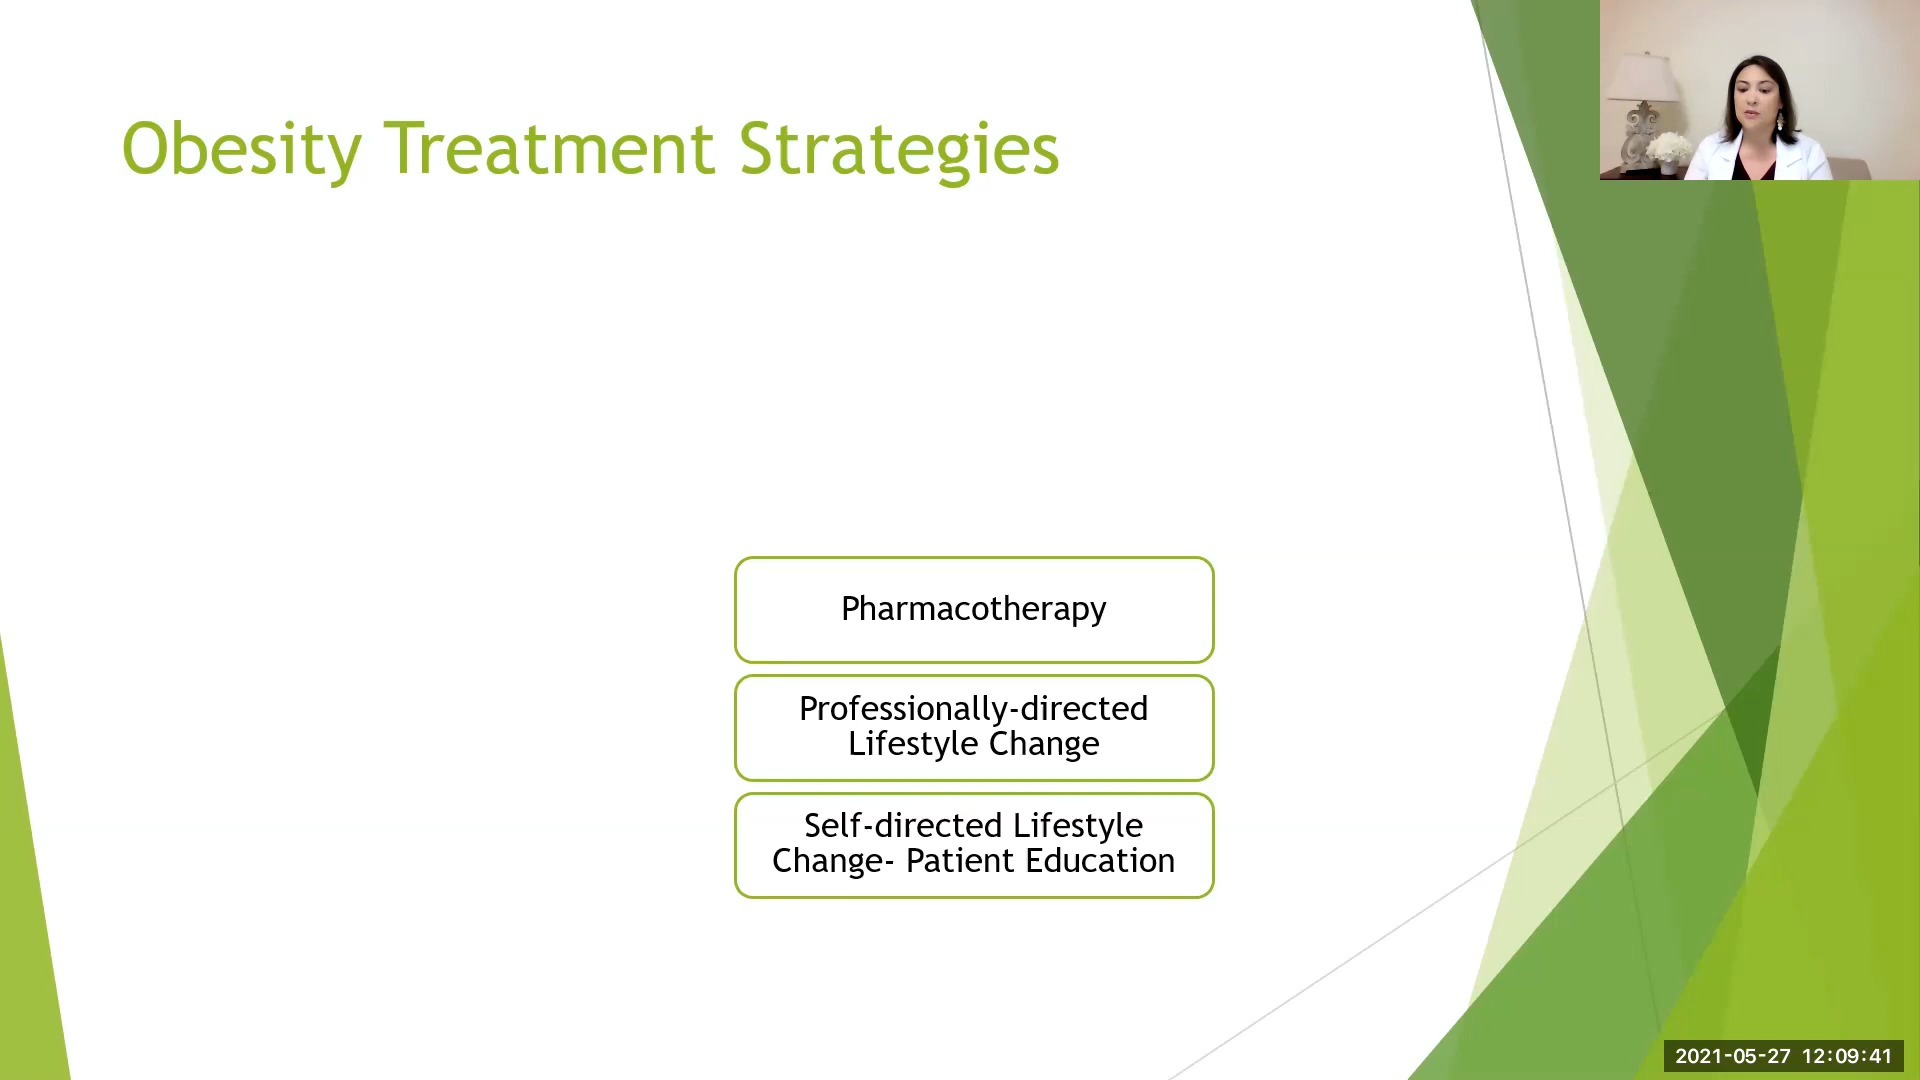 Obesity Treatment Strategies
Pharmacotherapy
Professionally-directed
Lifestyle Change
Self-directed Lifestyle
Change- Patient Education
2021-05-27 12:09:41